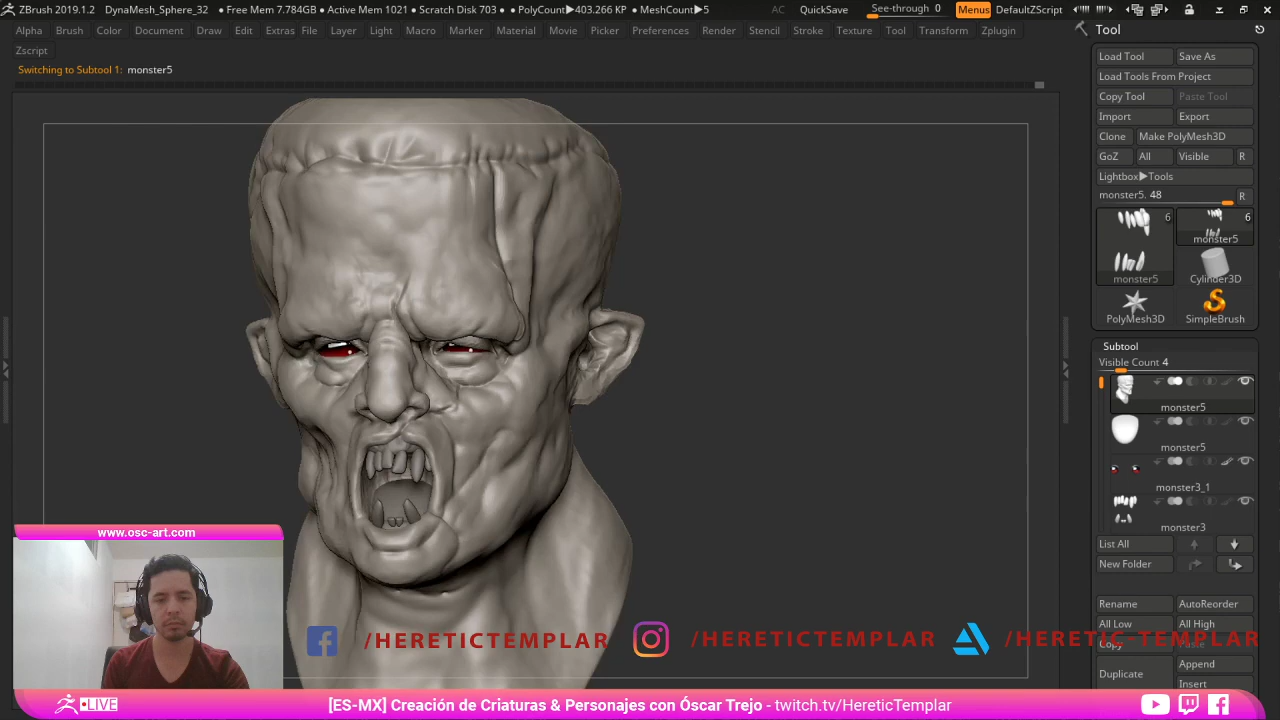 ZBrush 2019.1.2 DynaMesh_Sphere_32 ● Free Mem 7.784GB ● Active Mem 1021 ● Scratch Disk 703 ● PolyCount▶403.266 KP ● MeshCount▶5 AC QuickSave See-through 0 Menus DefaultZScript
Alpha Brush Color Document Draw Edit Extras File Layer Light Macro Marker Material Movie Picker Preferences Render Stencil Stroke Texture Tool Transform Zplugin
Zscript
Switching to Subtool 1: monster5
Tool
Load Tool Save As
Load Tools From Project
Copy Tool Paste Tool
Import Export
Clone Make PolyMesh3D
GoZ All Visible R
Lightbox▶Tools
monster5. 48 R
6 6
monster5
monster5 Cylinder3D
PolyMesh3D SimpleBrush
Subtool
Visible Count 4
monster5
monster5
monster3_1
monster3
List All
New Folder
Rename AutoReorder
All Low All High
Copy Paste
Append
Duplicate
Insert
www.osc-art.com
/HERETICTEMPLAR /HERETICTEMPLAR /HERETIC-TEMPLAR
LIVE [ES-MX] Creación de Criaturas & Personajes con Óscar Trejo - twitch.tv/HereticTemplar